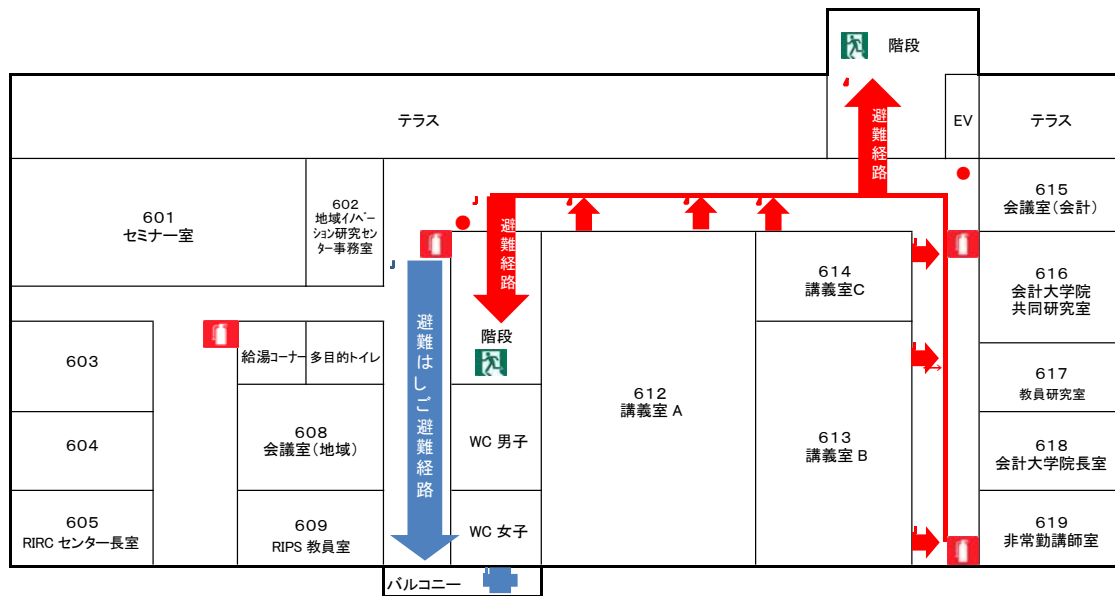 階段
テラス
EV
テラス
避難経路
601
セミナー室
602
地域イノベー
ション研究セン
ター事務室
615
会議室（会計）
避難経路
614
講義室C
616
会計大学院
共同研究室
避難はしご避難経路
階段
603
給湯コーナー
多目的トイレ
617
教員研究室
612
講義室 A
604
608
会議室（地域）
WC 男子
613
講義室 B
618
会計大学院長室
605
RIRC センター長室
609
RIPS 教員室
WC 女子
619
非常勤講師室
バルコニー